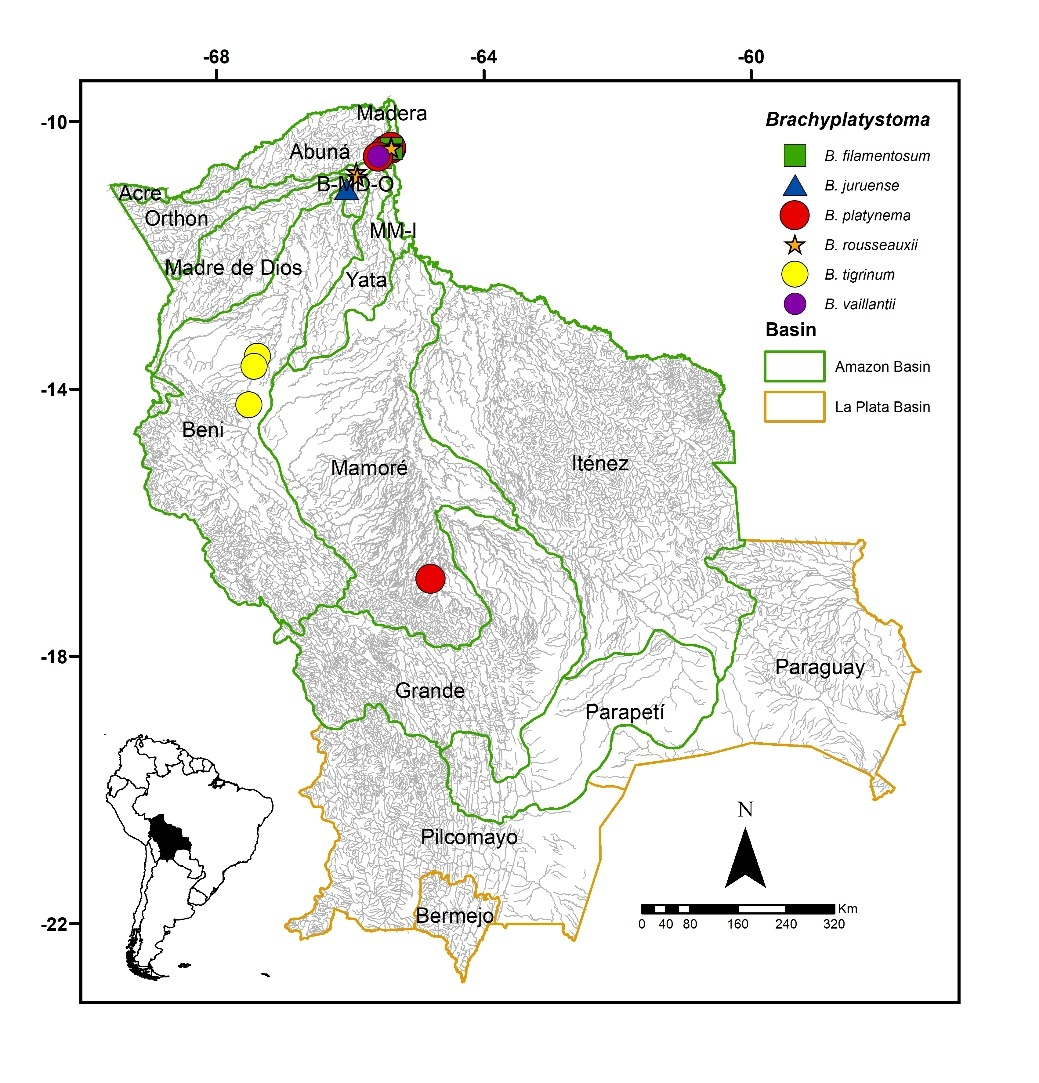 -68 -64 -60
-10
-14
-18
-22
Madera
Abuná
B-MD-O
Acre
Orthon
MM-I
Madre de Dios
Yata
Beni
Mamoré
Iténez
Grande
Paraguay
Parapetí
Pilcomayo
Bermejo
Brachyplatystoma
B. filamentosum
B. juruense
B. platynema
B. rousseauxii
B. tigrinum
B. vaillantii
Basin
Amazon Basin
La Plata Basin
N
Km
0 40 80 160 240 320